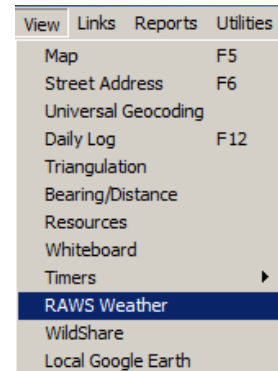 View Links Reports Utilities
Map F5
Street Address F6
Universal Geocoding
Daily Log F12
Triangulation
Bearing/Distance
Resources
Whiteboard
Timers
RAWS Weather
WildShare
Local Google Earth